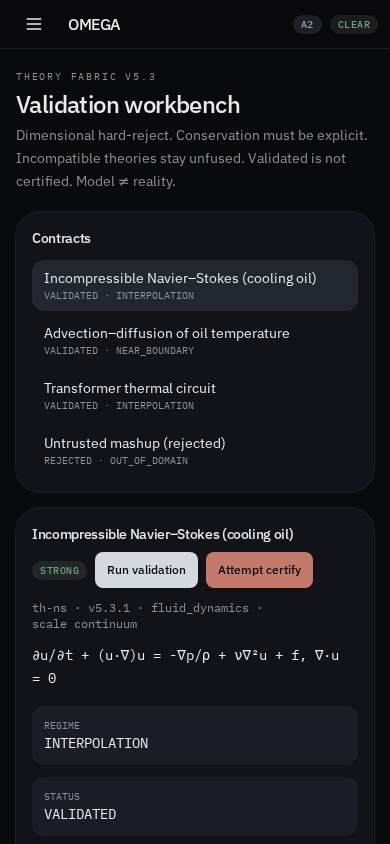 OMEGA
A2
CLEAR
THEORY FABRIC V5.3
Validation workbench
Dimensional hard-reject. Conservation must be explicit.
Incompatible theories stay unfused. Validated is not
certified. Model ≠ reality.
Contracts
Incompressible Navier–Stokes (cooling oil)
VALIDATED · INTERPOLATION
Advection–diffusion of oil temperature
VALIDATED · NEAR_BOUNDARY
Transformer thermal circuit
VALIDATED · INTERPOLATION
Untrusted mashup (rejected)
REJECTED · OUT_OF_DOMAIN
Incompressible Navier–Stokes (cooling oil)
STRONG
Run validation
Attempt certify
th-ns · v5.3.1 · fluid_dynamics ·
scale continuum
∂u/∂t + (u·∇)u = -∇p/ρ + ν∇²u + f, ∇·u
= 0
REGIME
INTERPOLATION
STATUS
VALIDATED